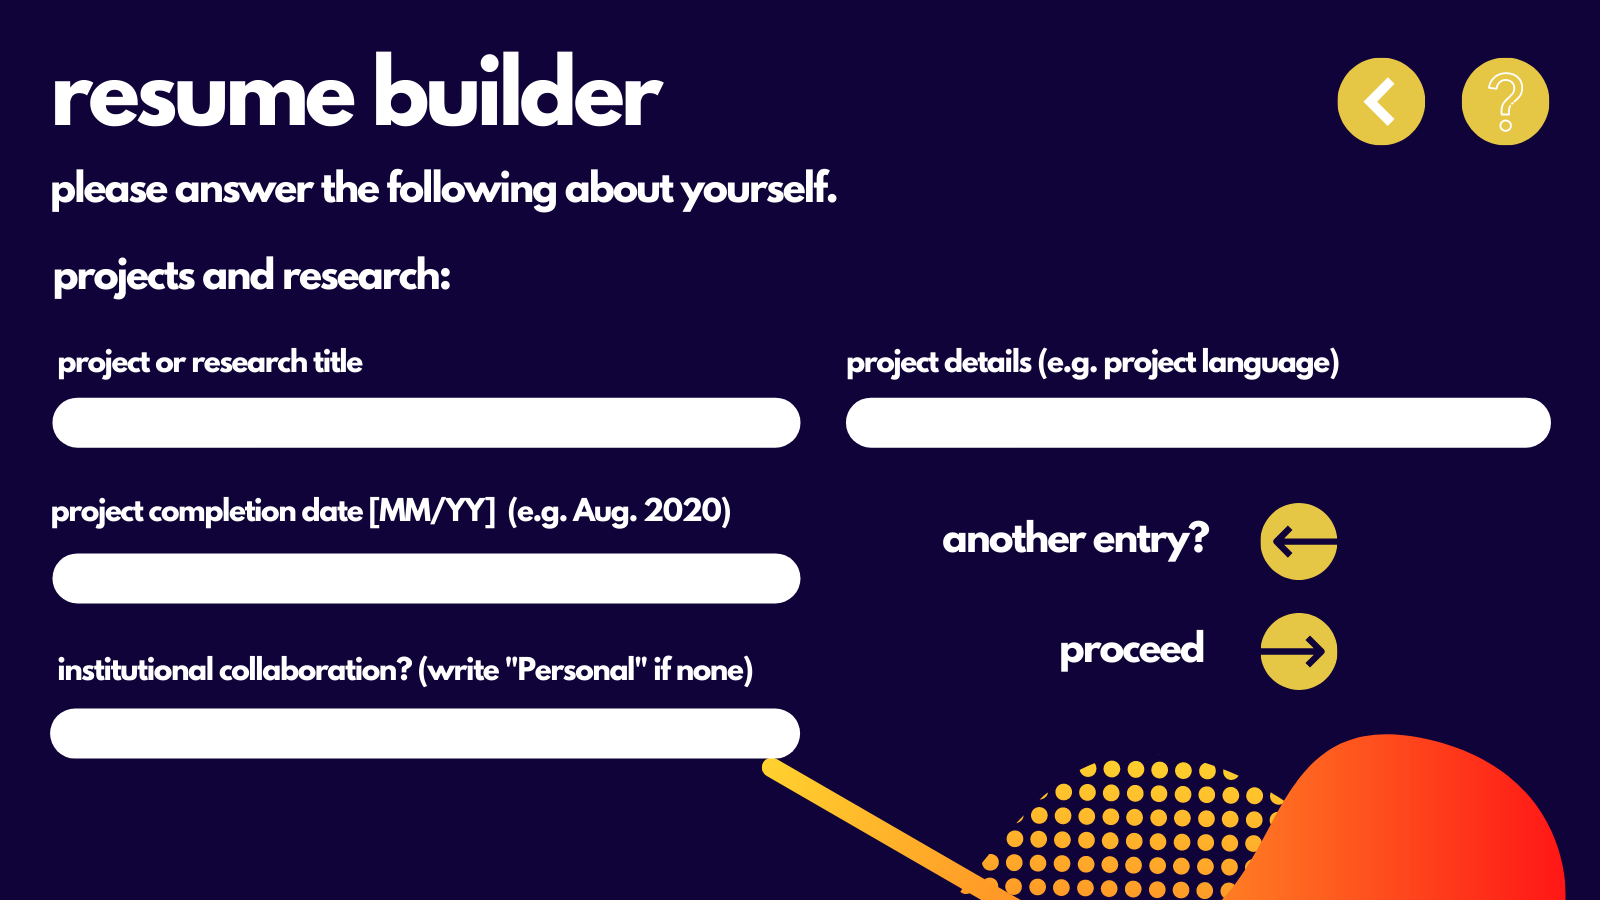 resume builder
?
please answer the following about yourself.
projects and research:
project or research title
project details (e.g. project language)
project completion date [MM/YY] (e.g. Aug. 2020)
another entry?
proceed
institutional collaboration? (write "Personal" if none)